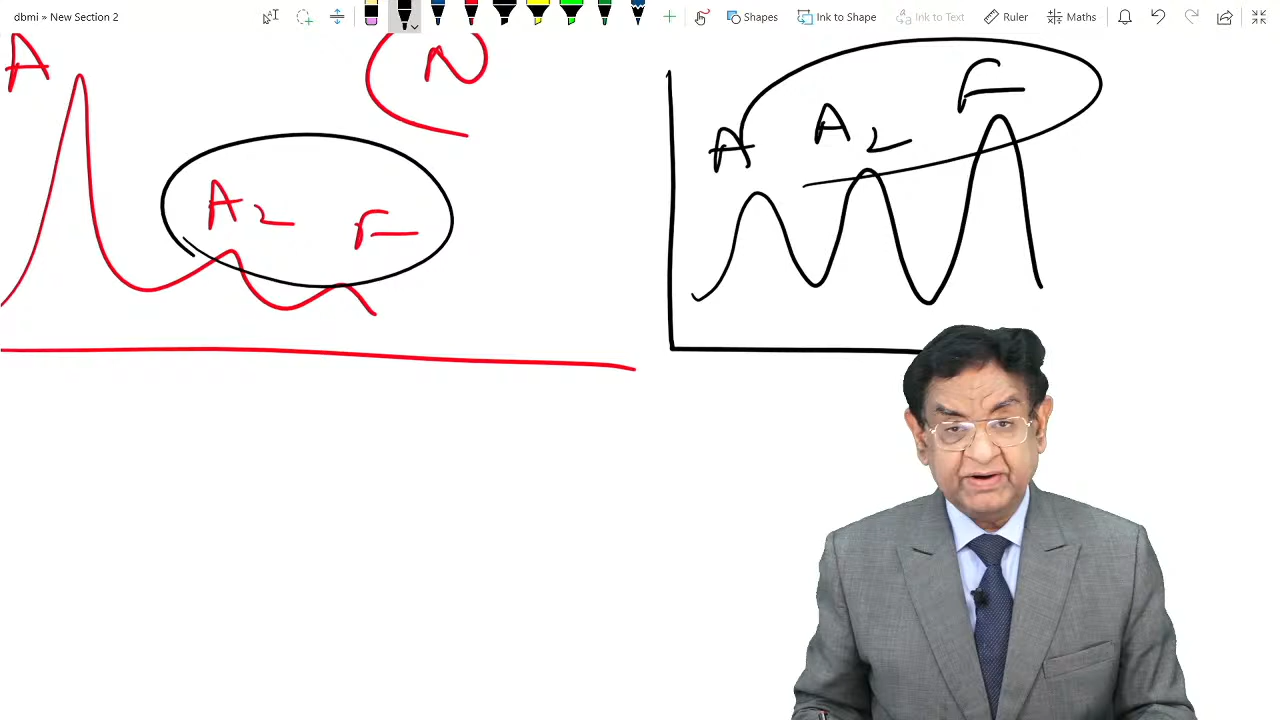 dbmi » New Section 2
Shapes
Ink to Shape
Ink to Text
Ruler
Maths
A
N
A2
F
A
A2
F